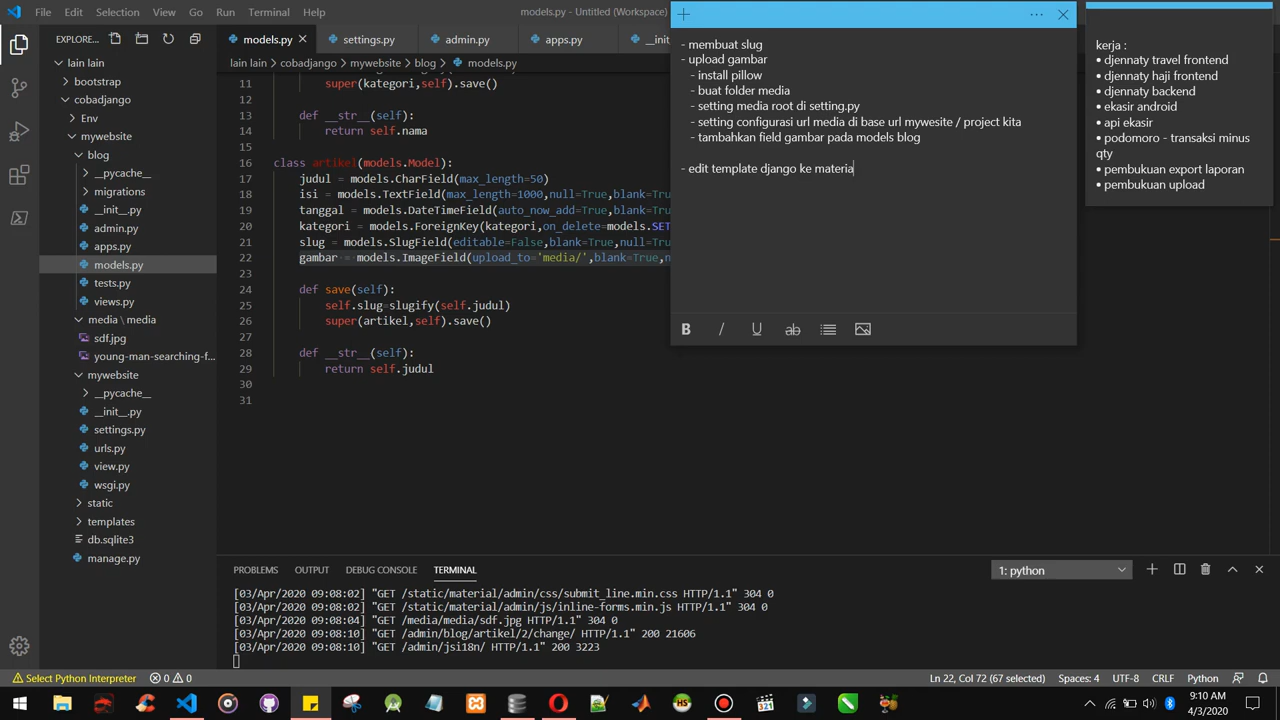 File Edit Selection View Go Run Terminal Help
models.py - Untitled (Workspace)
EXPLORE...
models.py
settings.py
admin.py
apps.py
lain lain > cobadjango > mywebsite > blog > models.py
lain lain
bootstrap
cobadjango
Env
mywebsite
blog
__pycache__
migrations
__init__.py
admin.py
apps.py
models.py
tests.py
views.py
media \ media
sdf.jpg
young-man-searching-f...
mywebsite
__pycache__
__init__.py
settings.py
urls.py
view.py
wsgi.py
static
templates
db.sqlite3
manage.py
11 super(kategori,self).save()
12
13 def __str__(self):
14 return self.nama
15
16 class artikel(models.Model):
17 judul = models.CharField(max_length=50)
18 isi = models.TextField(max_length=1000,null=True,blank=Tru
19 tanggal = models.DateTimeField(auto_now_add=True,blank=Tru
20 kategori = models.ForeignKey(kategori,on_delete=models.SET
21 slug = models.SlugField(editable=False,blank=True,null=Tru
22 gambar = models.ImageField(upload_to='media/',blank=True,n
23
24 def save(self):
25 self.slug=slugify(self.judul)
26 super(artikel,self).save()
27
28 def __str__(self):
29 return self.judul
30
31
- membuat slug
- upload gambar
- install pillow
- buat folder media
- setting media root di setting.py
- setting configurasi url media di base url mywesite / project kita
- tambahkan field gambar pada models blog
- edit template django ke materia
B / U ab
kerja :
• djennaty travel frontend
• djennaty haji frontend
• djennaty backend
• ekasir android
• api ekasir
• podomoro - transaksi minus
qty
• pembukuan export laporan
• pembukuan upload
PROBLEMS OUTPUT DEBUG CONSOLE TERMINAL
1: python
[03/Apr/2020 09:08:02] "GET /static/material/admin/css/submit_line.min.css HTTP/1.1" 304 0
[03/Apr/2020 09:08:02] "GET /static/material/admin/js/inline-forms.min.js HTTP/1.1" 304 0
[03/Apr/2020 09:08:04] "GET /media/media/sdf.jpg HTTP/1.1" 304 0
[03/Apr/2020 09:08:10] "GET /admin/blog/artikel/2/change/ HTTP/1.1" 200 21606
[03/Apr/2020 09:08:10] "GET /admin/jsi18n/ HTTP/1.1" 200 3223
Select Python Interpreter 0 0
Ln 22, Col 72 (67 selected) Spaces: 4 UTF-8 CRLF Python
9:10 AM
4/3/2020